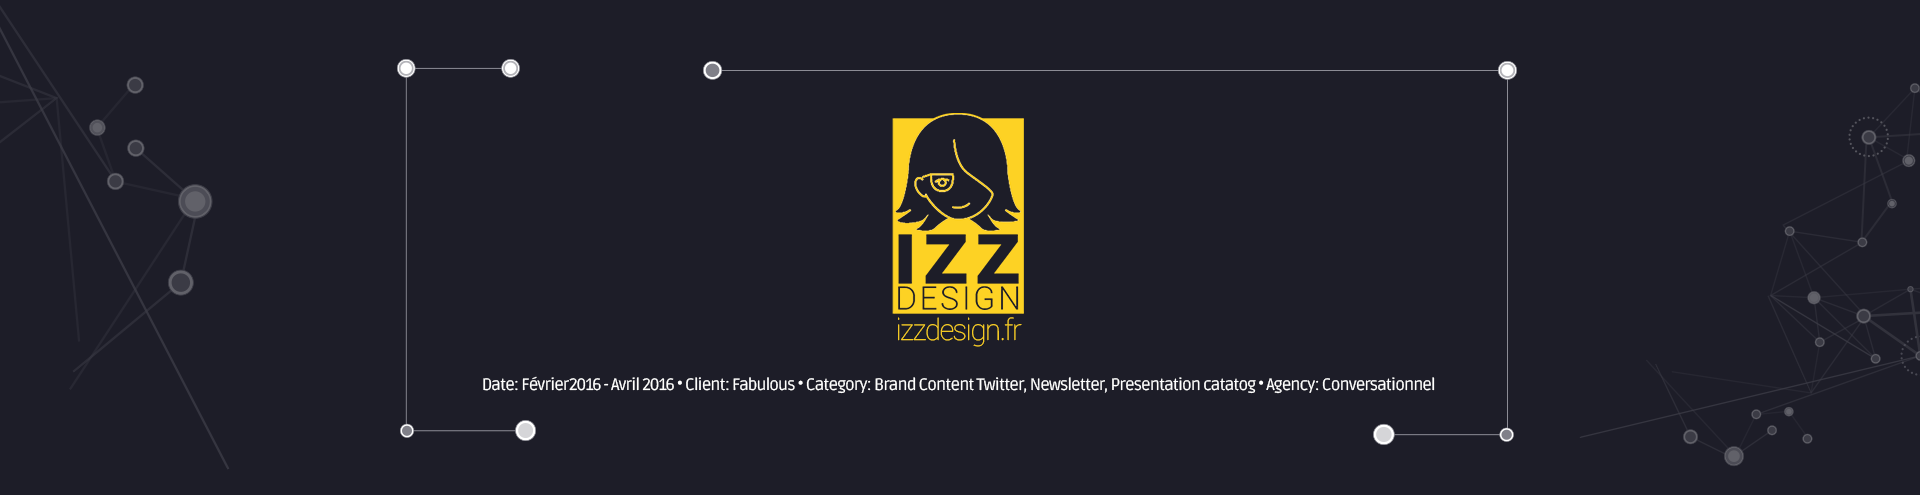 IZZ
DESIGN
izzdesign.fr
Date: Février2016 - Avril 2016 • Client: Fabulous • Category: Brand Content Twitter, Newsletter, Presentation catatog • Agency: Conversationnel